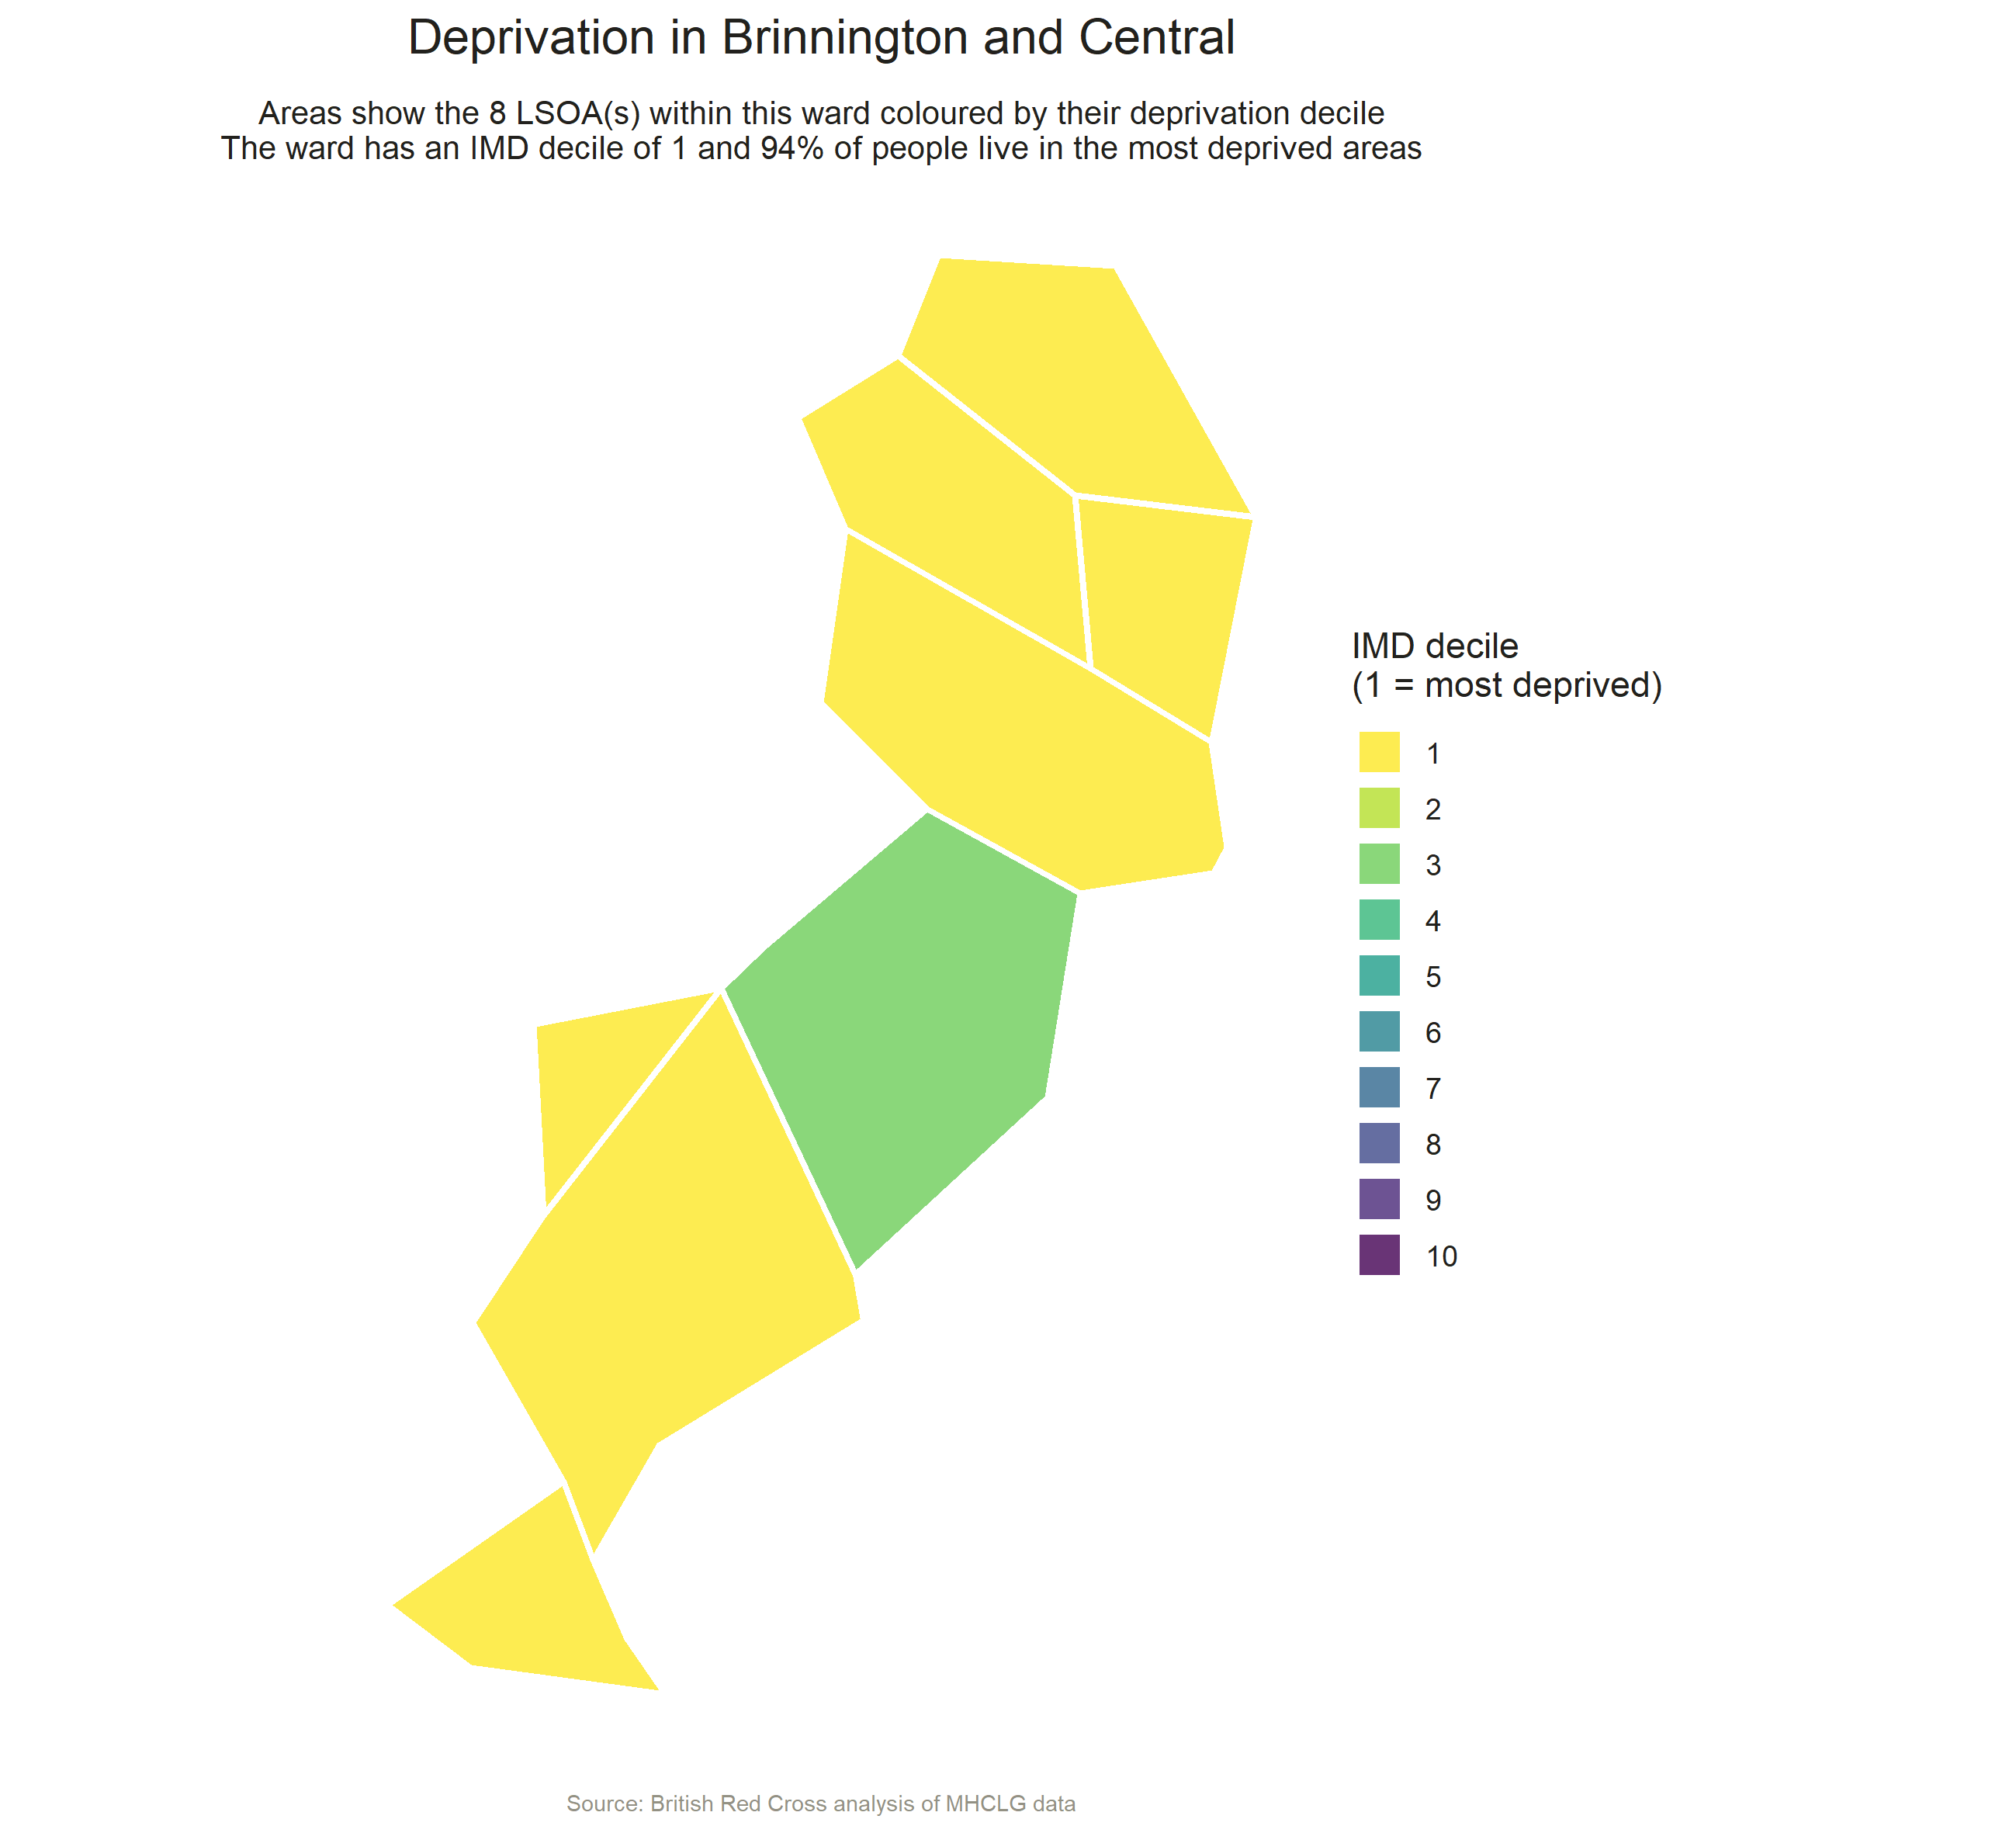 Deprivation in Brinnington and Central
Areas show the 8 LSOA(s) within this ward coloured by their deprivation decile
The ward has an IMD decile of 1 and 94% of people live in the most deprived areas
IMD decile
(1 = most deprived)
1
2
3
4
5
6
7
8
9
10
Source: British Red Cross analysis of MHCLG data